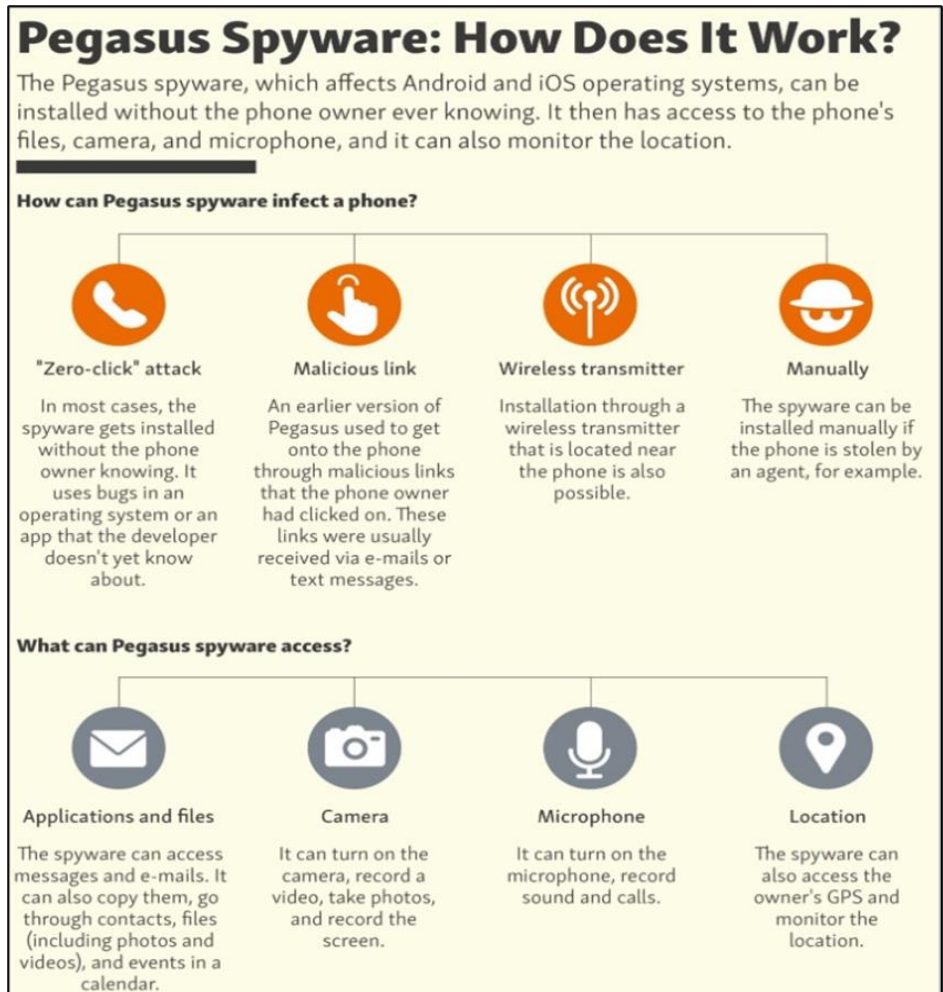 Pegasus Spyware: How Does It Work?
The Pegasus spyware, which affects Android and iOS operating systems, can be
installed without the phone owner ever knowing. It then has access to the phone's
files, camera, and microphone, and it can also monitor the location.
How can Pegasus spyware infect a phone?
"Zero-click" attack
In most cases, the
spyware gets installed
without the phone
owner knowing. It
uses bugs in an
operating system or an
app that the developer
doesn't yet know
about.
Malicious link
An earlier version of
Pegasus used to get
onto the phone
through malicious links
that the phone owner
had clicked on. These
links were usually
received via e-mails or
text messages.
Wireless transmitter
Installation through a
wireless transmitter
that is located near
the phone is also
possible.
Manually
The spyware can be
installed manually if
the phone is stolen by
an agent, for example.
What can Pegasus spyware access?
Applications and files
The spyware can access
messages and e-mails. It
can also copy them, go
through contacts, files
(including photos and
videos), and events in a
calendar.
Camera
It can turn on the
camera, record a
video, take photos,
and record the
screen.
Microphone
It can turn on the
microphone, record
sound and calls.
Location
The spyware can
also access the
owner's GPS and
monitor the
location.